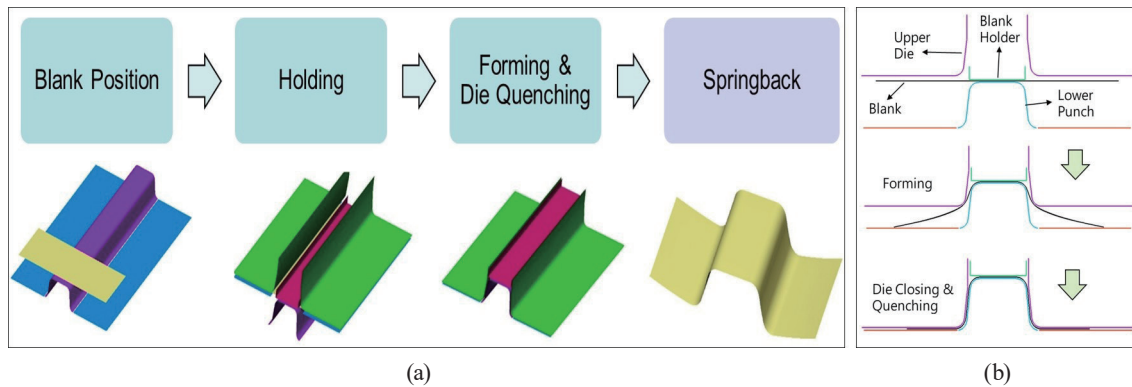 Blank Position
Holding
Forming &
Die Quenching
Springback
(a)
Upper
Die
Blank
Holder
Blank
Lower
Punch
Forming
Die Closing &
Quenching
(b)